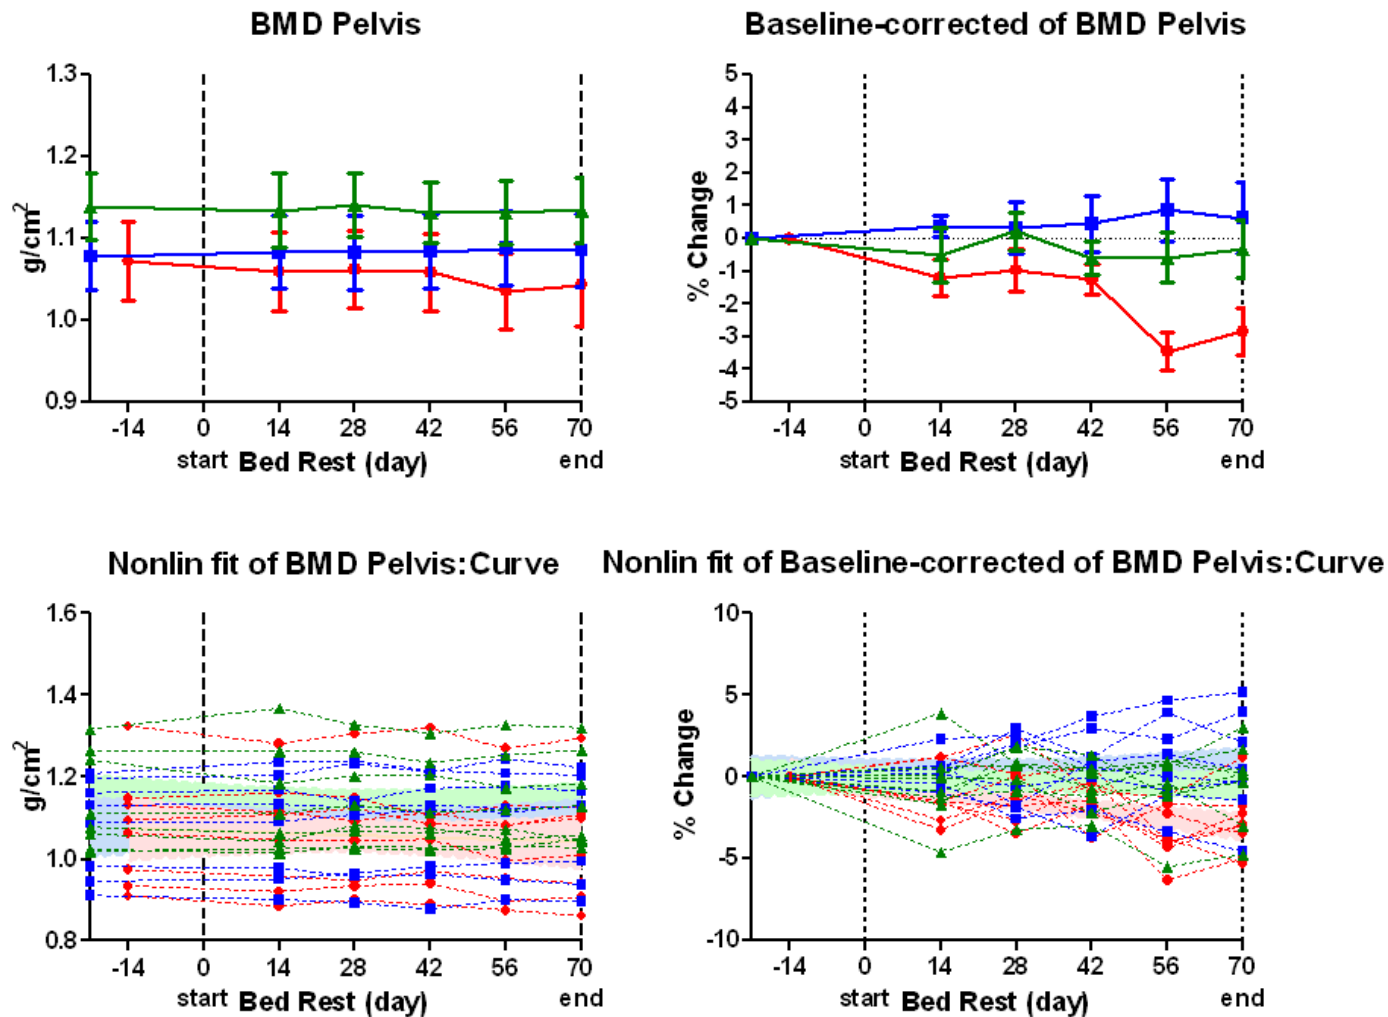 BMD Pelvis
1.3
1.2
1.1
1.0
0.9
g/cm²
-14 0 14 28 42 56 70
start Bed Rest (day) end
Baseline-corrected of BMD Pelvis
5
4
3
2
1
0
-1
-2
-3
-4
-5
% Change
-14 0 14 28 42 56 70
start Bed Rest (day) end
Nonlin fit of BMD Pelvis:Curve
1.6
1.4
1.2
1.0
0.8
g/cm²
-14 0 14 28 42 56 70
start Bed Rest (day) end
Nonlin fit of Baseline-corrected of BMD Pelvis:Curve
10
5
0
-5
-10
% Change
-14 0 14 28 42 56 70
start Bed Rest (day) end